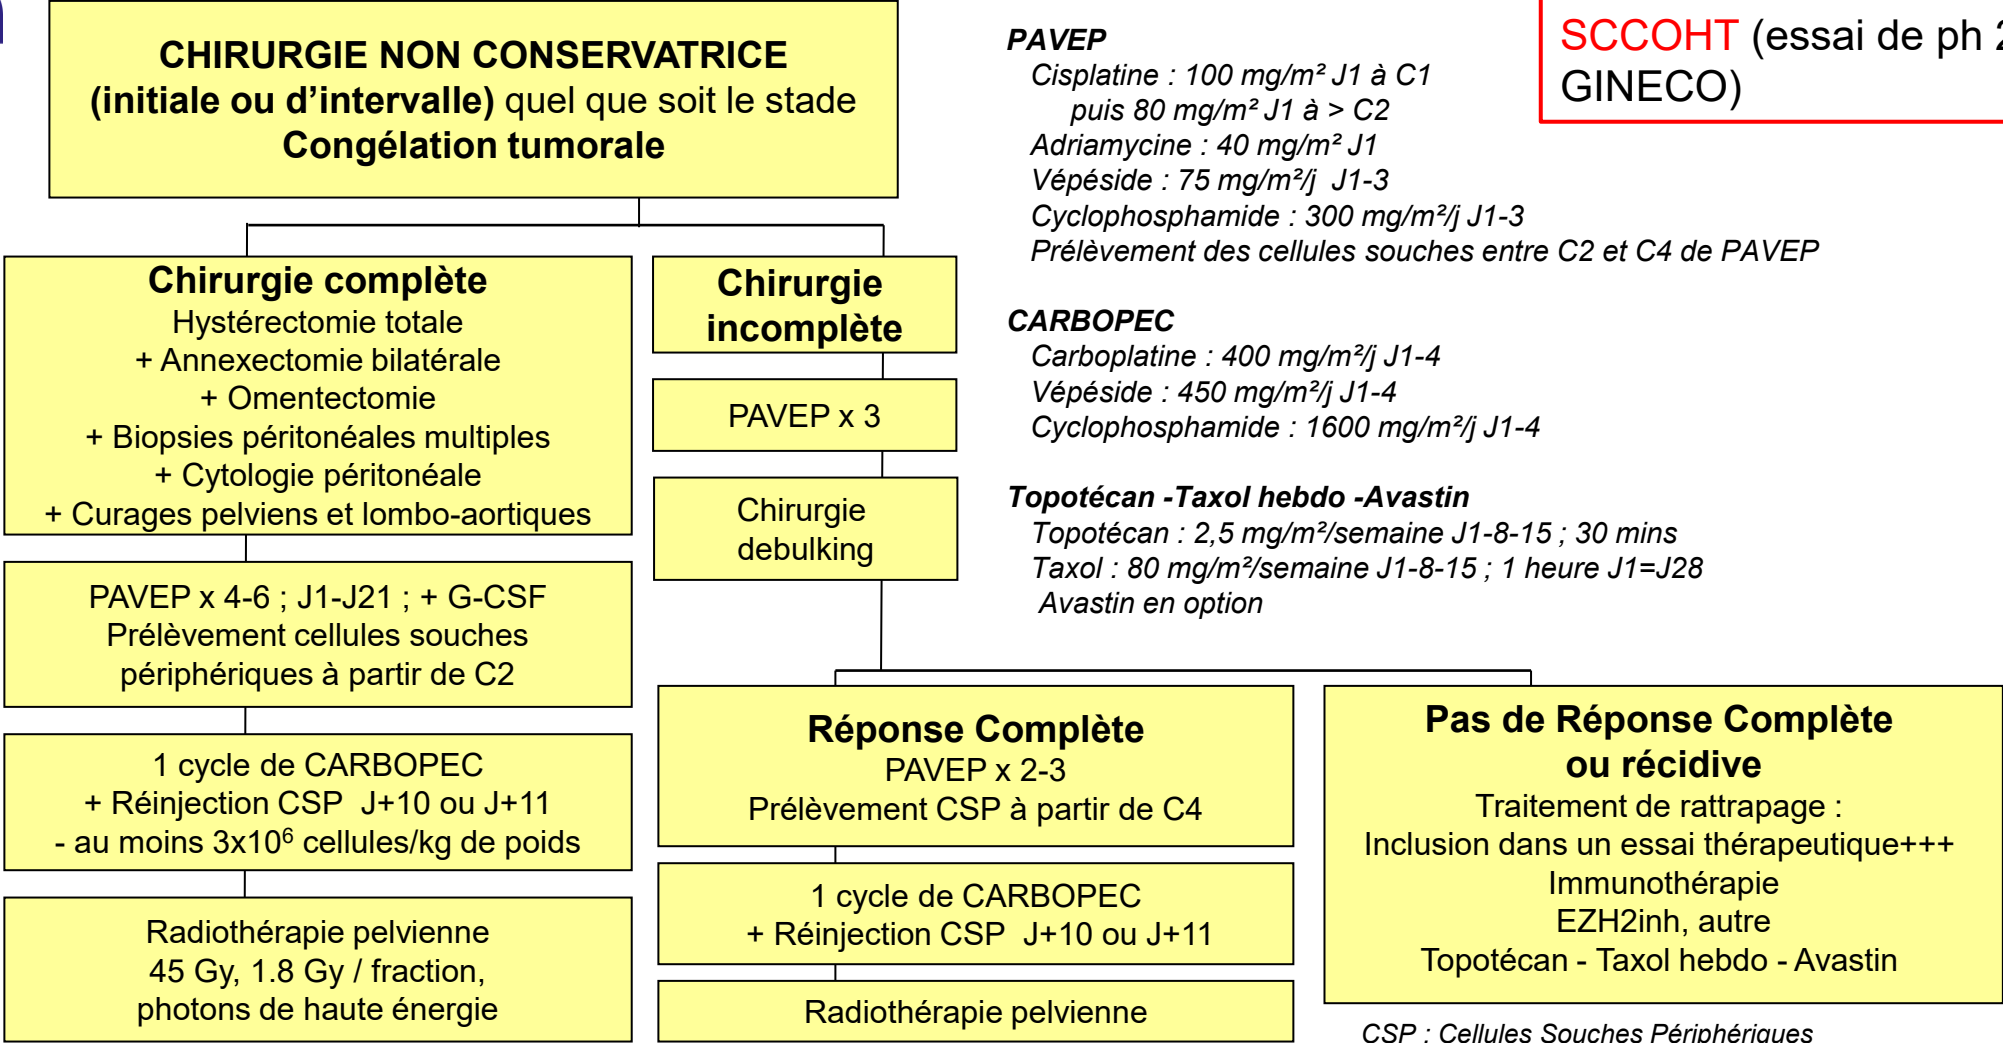 CHIRURGIE NON CONSERVATRICE
(initiale ou d'intervalle) quel que soit le stade
Congélation tumorale
PAVEP
Cisplatine : 100 mg/m² J1 à C1
puis 80 mg/m² J1 à > C2
Adriamycine : 40 mg/m² J1
Vépéside : 75 mg/m²/j J1-3
Cyclophosphamide : 300 mg/m²/j J1-3
Prélèvement des cellules souches entre C2 et C4 de PAVEP
SCCOHT (essai de ph 2
GINECO)
Chirurgie complète
Hystérectomie totale
+ Annexectomie bilatérale
+ Omentectomie
+ Biopsies péritonéales multiples
+ Cytologie péritonéale
+ Curages pelviens et lombo-aortiques
Chirurgie
incomplète
PAVEP x 3
Chirurgie
debulking
CARBOPEC
Carboplatine : 400 mg/m²/j J1-4
Vépéside : 450 mg/m²/j J1-4
Cyclophosphamide : 1600 mg/m²/j J1-4
Topotécan -Taxol hebdo -Avastin
Topotécan : 2,5 mg/m²/semaine J1-8-15 ; 30 mins
Taxol : 80 mg/m²/semaine J1-8-15 ; 1 heure J1=J28
Avastin en option
PAVEP x 4-6 ; J1-J21 ; + G-CSF
Prélèvement cellules souches
périphériques à partir de C2
1 cycle de CARBOPEC
+ Réinjection CSP J+10 ou J+11
- au moins 3x10⁶ cellules/kg de poids
Radiothérapie pelvienne
45 Gy, 1.8 Gy / fraction,
photons de haute énergie
Réponse Complète
PAVEP x 2-3
Prélèvement CSP à partir de C4
1 cycle de CARBOPEC
+ Réinjection CSP J+10 ou J+11
Radiothérapie pelvienne
Pas de Réponse Complète
ou récidive
Traitement de rattrapage :
Inclusion dans un essai thérapeutique+++
Immunothérapie
EZH2inh, autre
Topotécan - Taxol hebdo - Avastin
CSP : Cellules Souches Périphériques